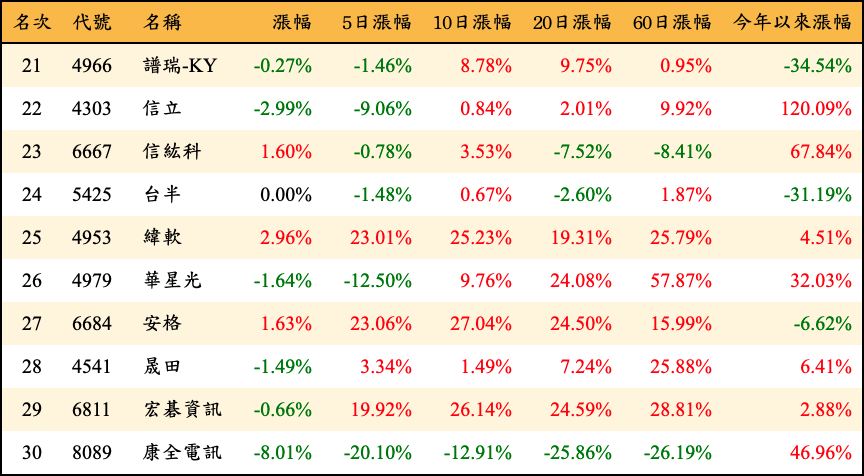 名次 代號 名稱 漲幅 5日漲幅 10日漲幅 20日漲幅 60日漲幅 今年以來漲幅
21 4966 譜瑞-KY -0.27% -1.46% 8.78% 9.75% 0.95% -34.54%
22 4303 信立 -2.99% -9.06% 0.84% 2.01% 9.92% 120.09%
23 6667 信紘科 1.60% -0.78% 3.53% -7.52% -8.41% 67.84%
24 5425 台半 0.00% -1.48% 0.67% -2.60% 1.87% -31.19%
25 4953 緯軟 2.96% 23.01% 25.23% 19.31% 25.79% 4.51%
26 4979 華星光 -1.64% -12.50% 9.76% 24.08% 57.87% 32.03%
27 6684 安格 1.63% 23.06% 27.04% 24.50% 15.99% -6.62%
28 4541 晟田 -1.49% 3.34% 1.49% 7.24% 25.88% 6.41%
29 6811 宏碁資訊 -0.66% 19.92% 26.14% 24.59% 28.81% 2.88%
30 8089 康全電訊 -8.01% -20.10% -12.91% -25.86% -26.19% 46.96%